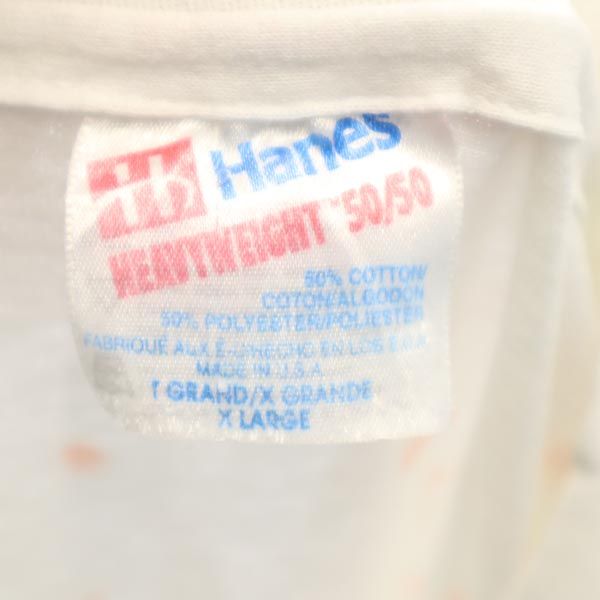 Hanes
HEAVYWEIGHT 50/50
50% COTTON/
COTON/ALGODON
50% POLYESTER/POLIESTER
FABRIQUÉ AUX É-U/HECHO EN LOS E.U.A.
MADE IN U.S.A
T GRAND/X GRANDE
X LARGE